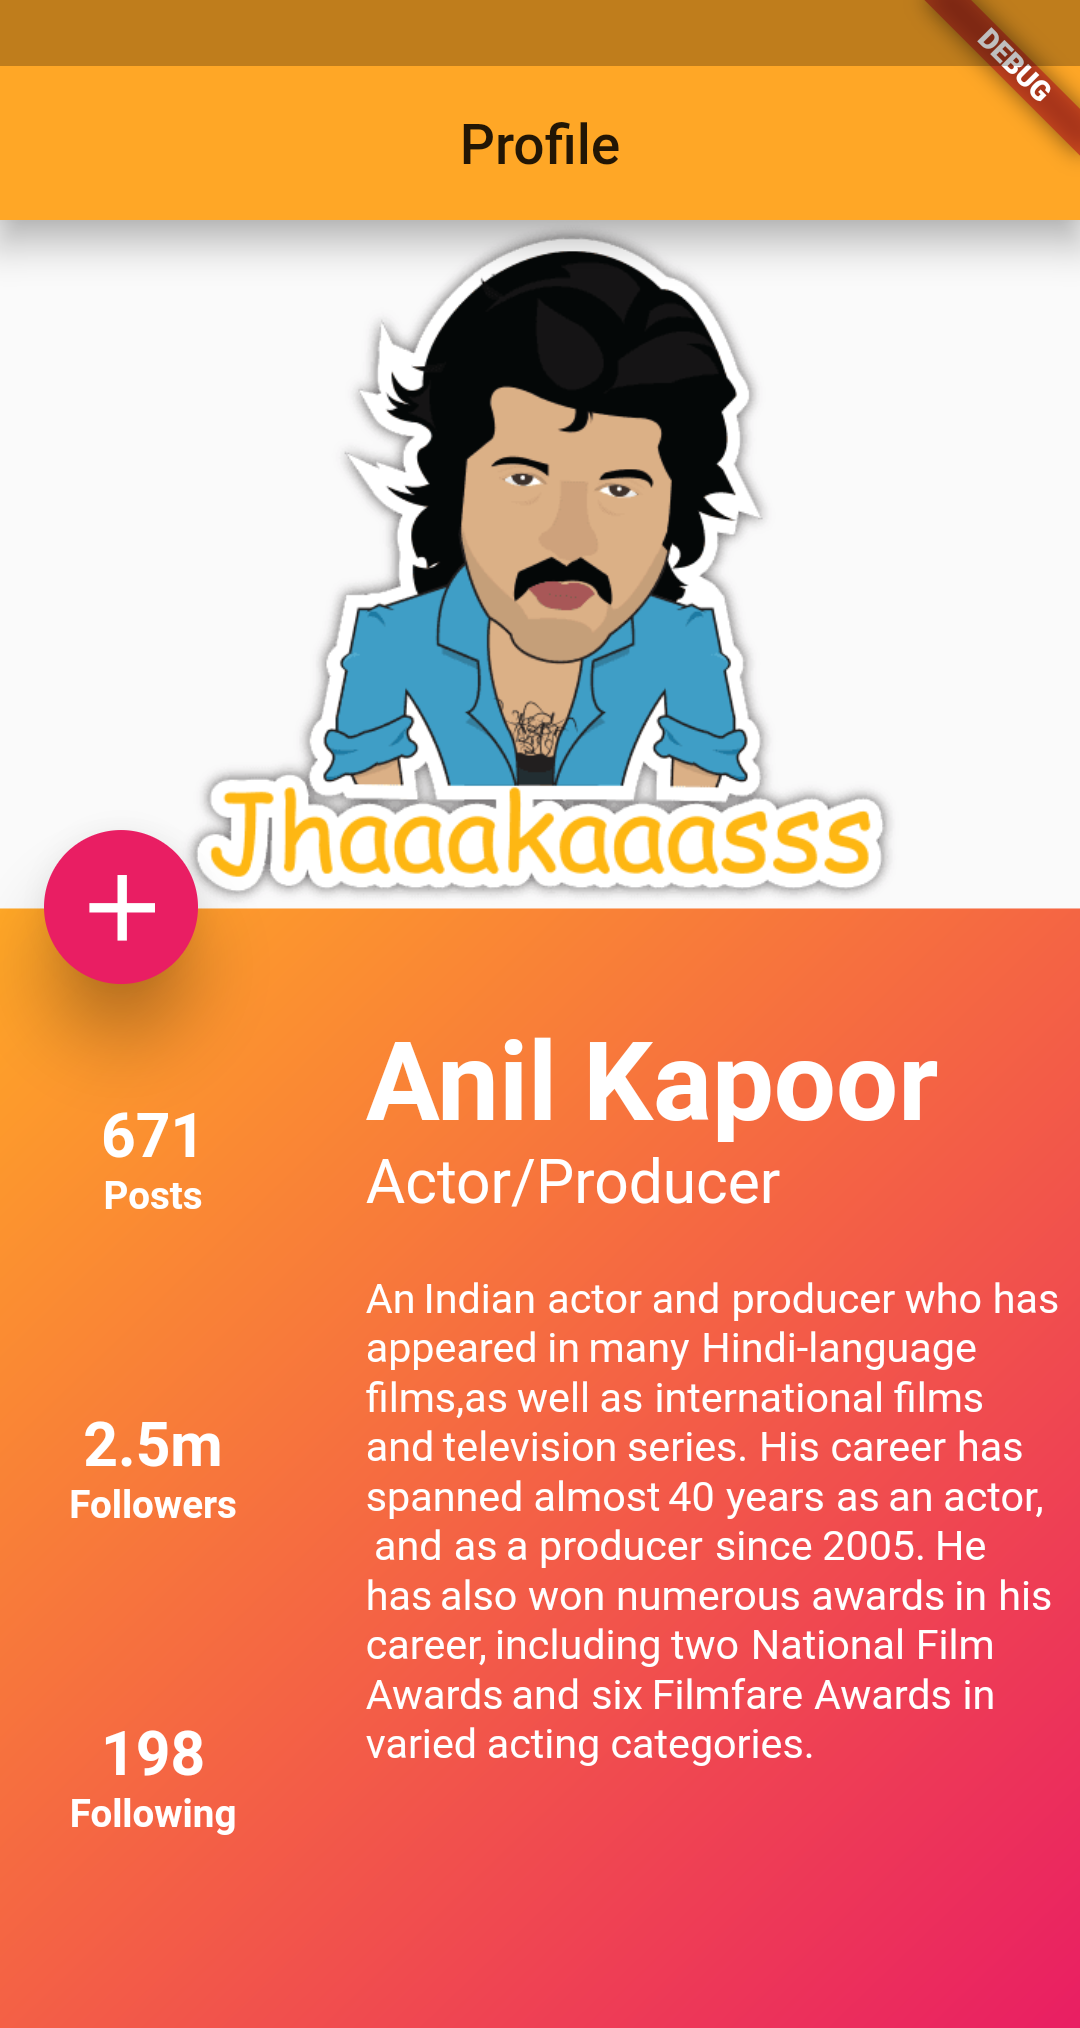 DEBUG
Profile
Jhaaakaaasss
Anil Kapoor
Actor/Producer
671
Posts
2.5m
Followers
198
Following
An Indian actor and producer who has
appeared in many Hindi-language
films,as well as international films
and television series. His career has
spanned almost 40 years as an actor,
and as a producer since 2005. He
has also won numerous awards in his
career, including two National Film
Awards and six Filmfare Awards in
varied acting categories.